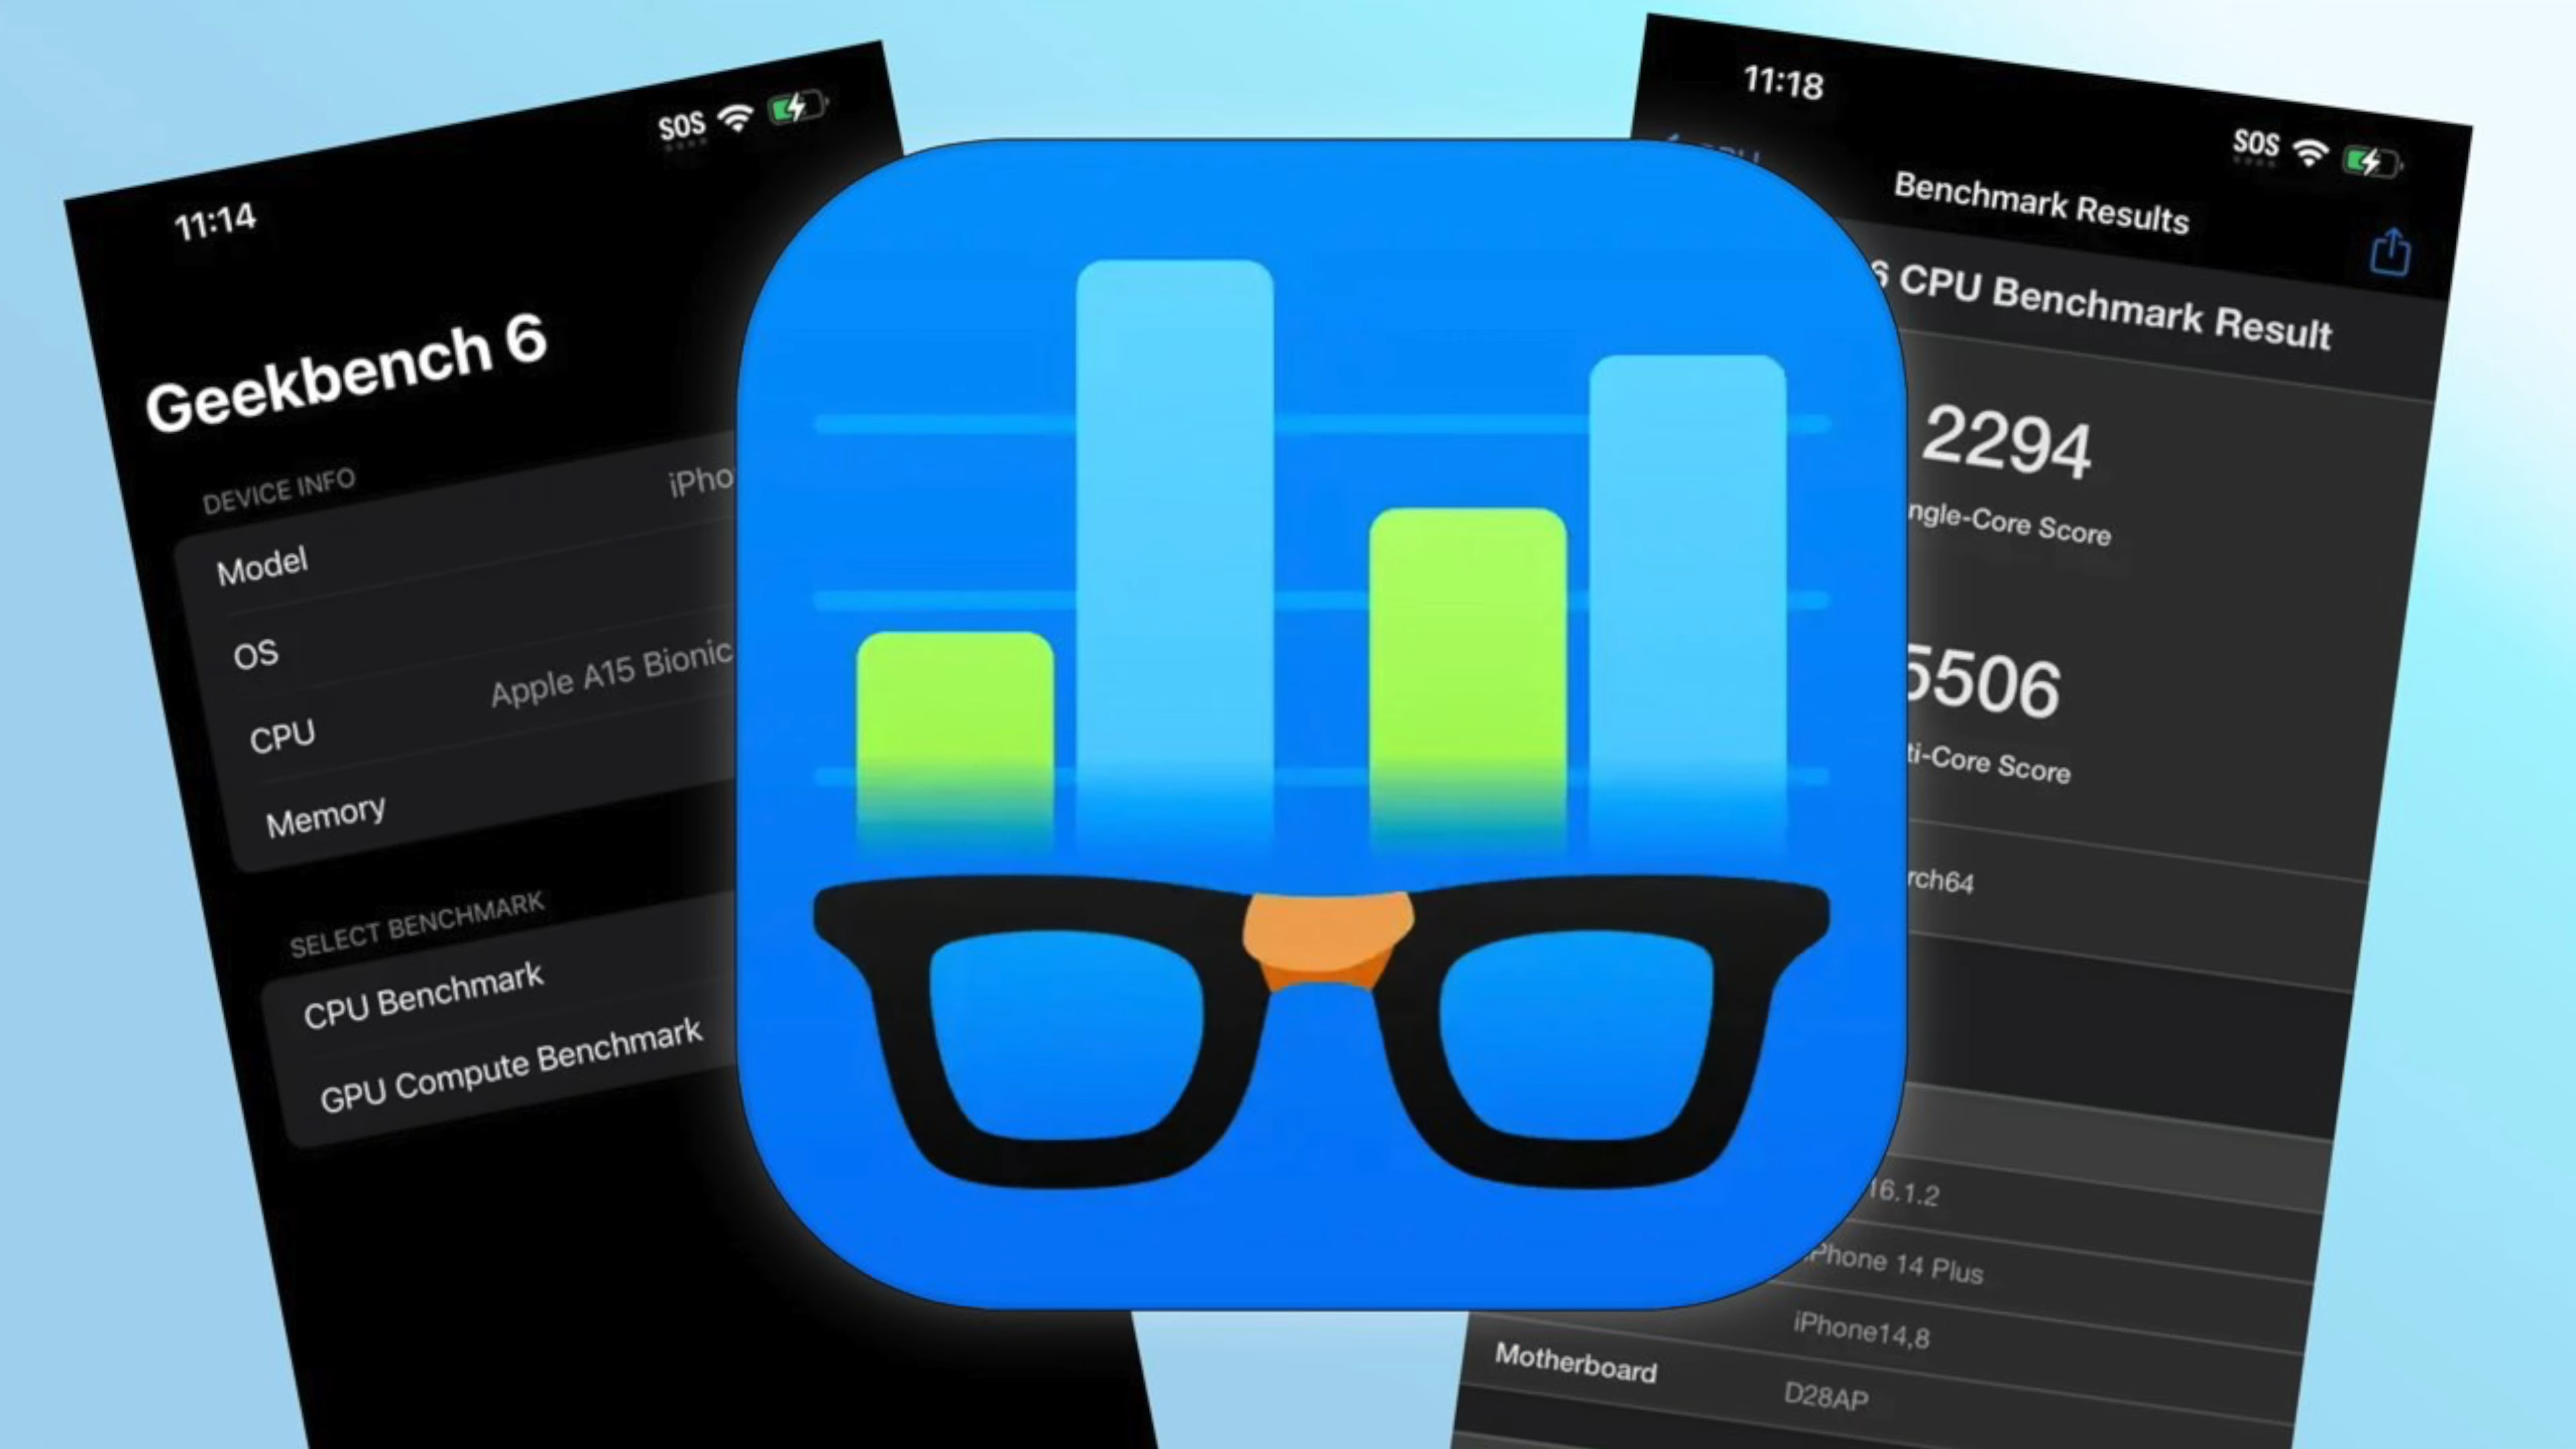 11:14
SOS
Geekbench 6
DEVICE INFO
Model
OS
CPU Apple A15 Bionic
Memory
SELECT BENCHMARK
CPU Benchmark
GPU Compute Benchmark
11:18
SOS
Benchmark Results
6 CPU Benchmark Result
2294
ngle-Core Score
5506
ti-Core Score
rch64
16.1.2
iPhone 14 Plus
iPhone14,8
Motherboard D28AP